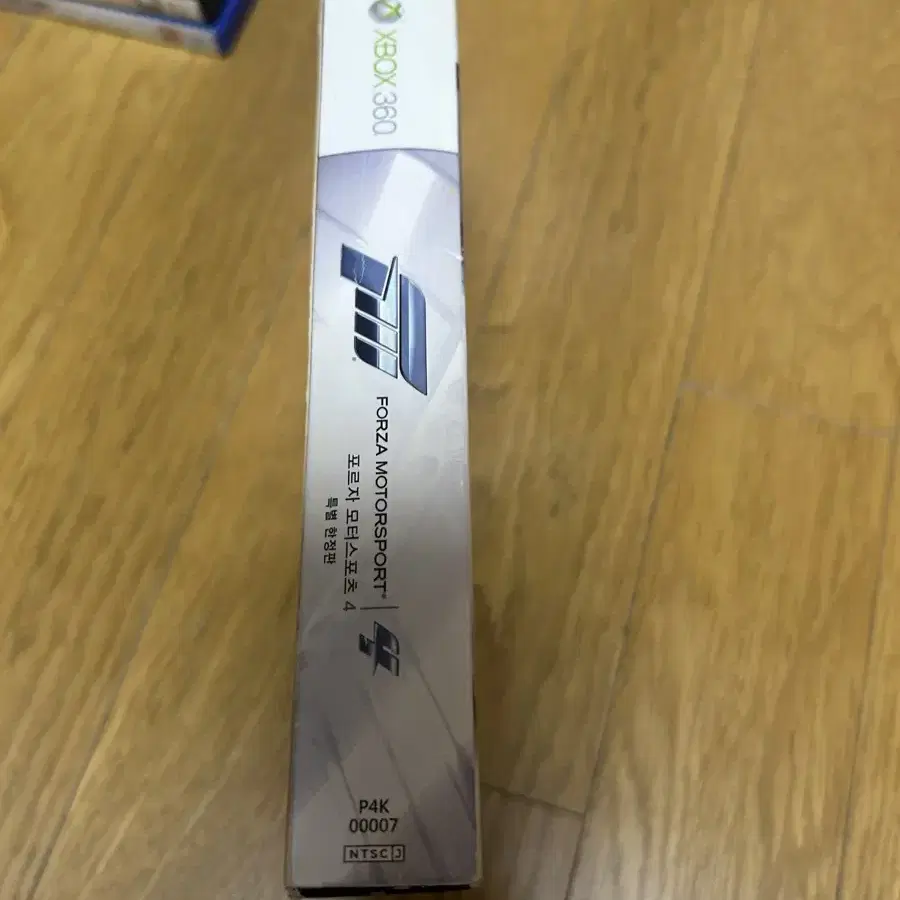 XBOX 360
FORZA MOTORSPORT® | 4
포르자 모터스포츠 4
특별 한정판
P4K
00007
NTSC J